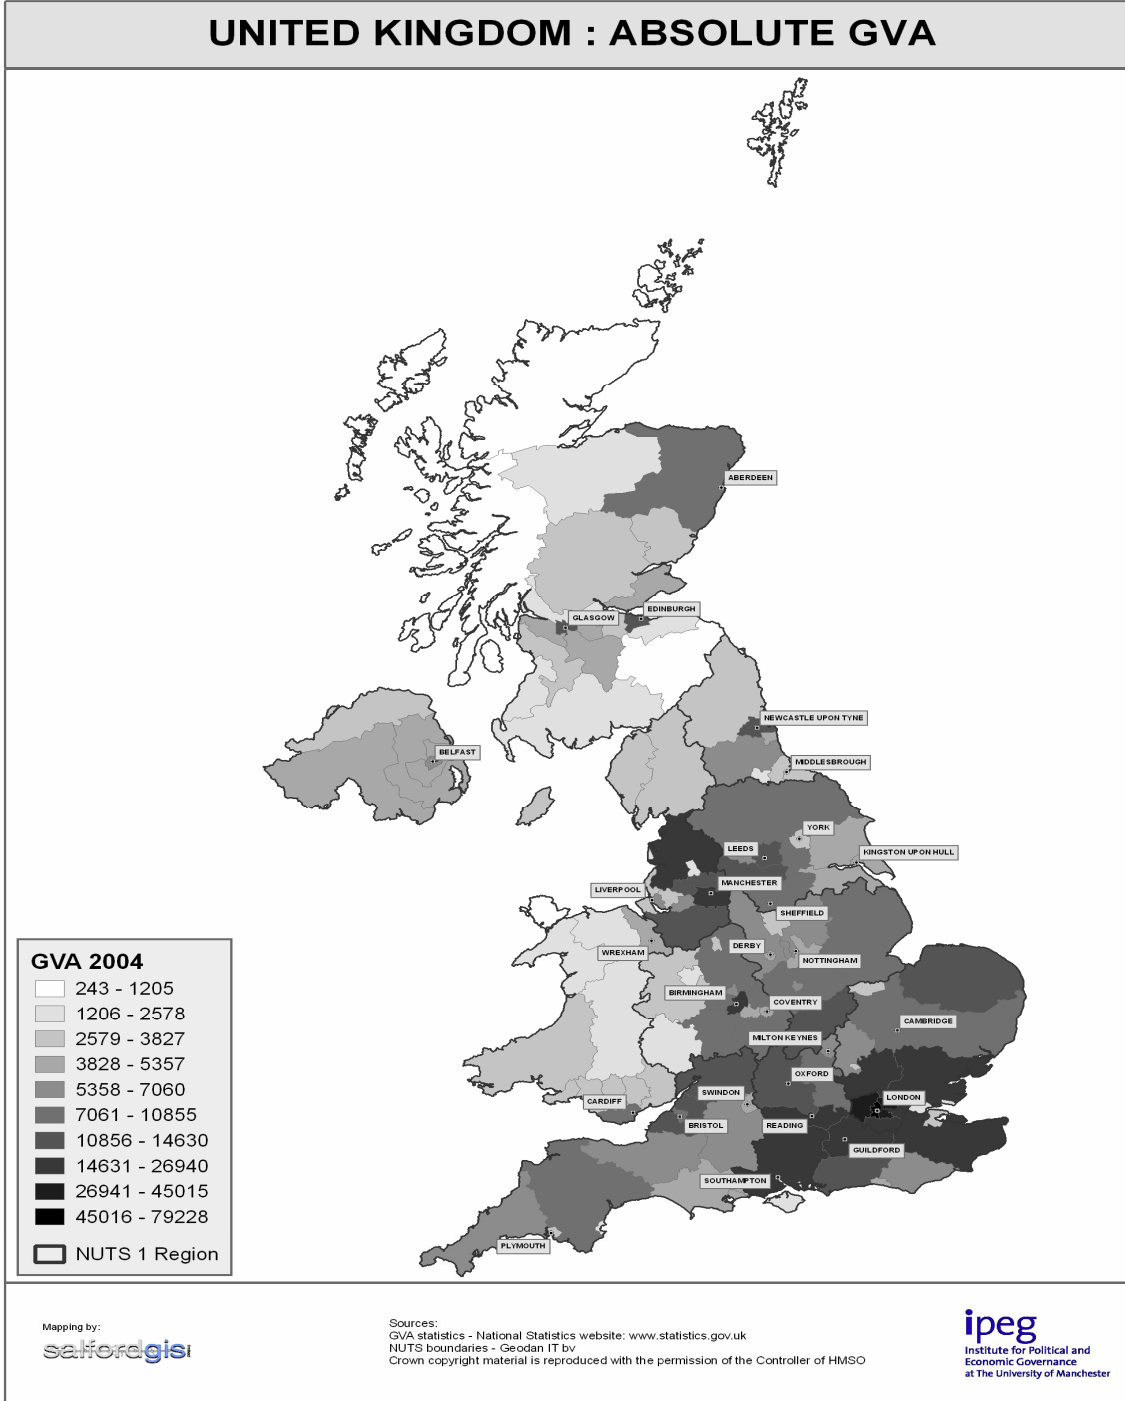 UNITED KINGDOM : ABSOLUTE GVA
ABERDEEN
EDINBURGH
GLASGOW
NEWCASTLE UPON TYNE
BELFAST
MIDDLESBROUGH
YORK
LEEDS
KINGSTON UPON HULL
MANCHESTER
LIVERPOOL
SHEFFIELD
DERBY
WREXHAM
NOTTINGHAM
BIRMINGHAM
COVENTRY
CAMBRIDGE
MILTON KEYNES
OXFORD
SWINDON
LONDON
CARDIFF
BRISTOL
READING
GUILDFORD
SOUTHAMPTON
PLYMOUTH
GVA 2004
243 - 1205
1206 - 2578
2579 - 3827
3828 - 5357
5358 - 7060
7061 - 10855
10856 - 14630
14631 - 26940
26941 - 45015
45016 - 79228
NUTS 1 Region
Mapping by:
salfordgis
Sources:
GVA statistics - National Statistics website: www.statistics.gov.uk
NUTS boundaries - Geodan IT bv
Crown copyright material is reproduced with the permission of the Controller of HMSO
ipeg
Institute for Political and
Economic Governance
at The University of Manchester